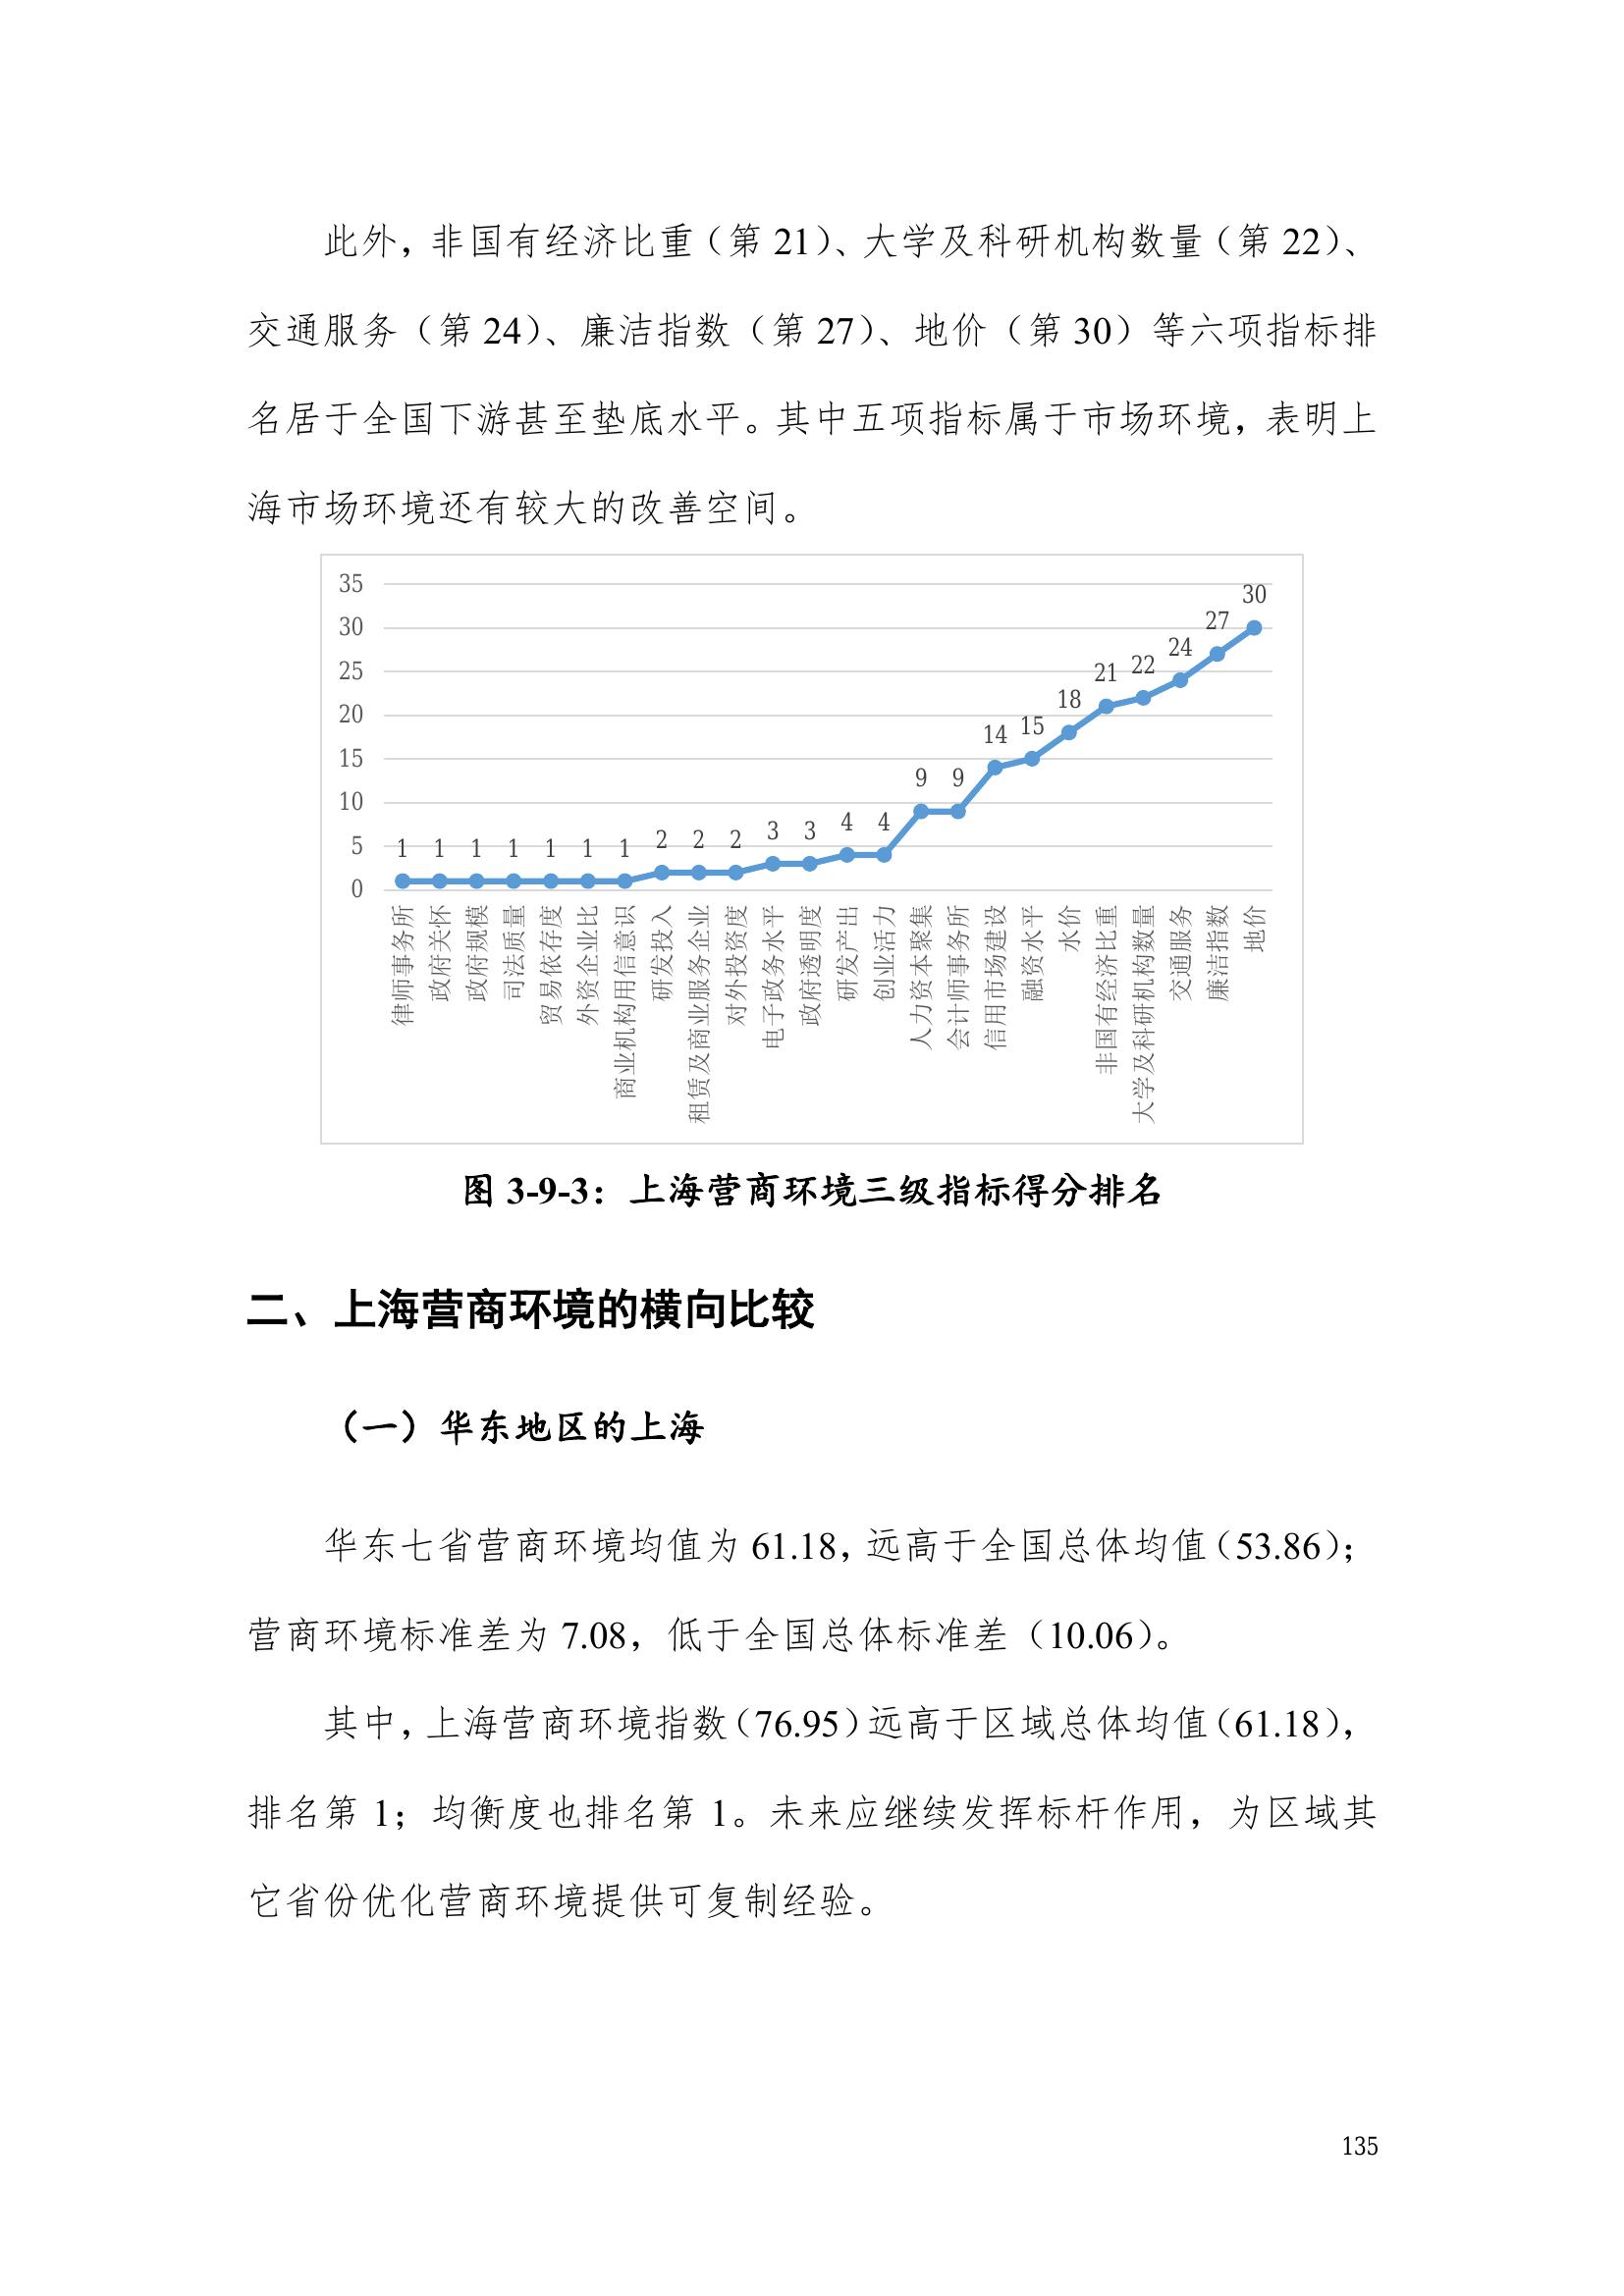 此外，非国有经济比重（第 21）、大学及科研机构数量（第 22）、
交通服务（第 24）、廉洁指数（第 27）、地价（第 30）等六项指标排
名居于全国下游甚至垫底水平。其中五项指标属于市场环境，表明上
海市场环境还有较大的改善空间。
35
30
25
20
15
10
5
0
1 1 1 1 1 1 1 2 2 2 3 3 4 4 9 9 14 15 18 21 22 24 27 30
律师事务所
政府关怀
政府规模
司法质量
贸易依存度
外资企业比
商业机构用信意识
研发投入
租赁及商业服务企业
对外投资度
电子政务水平
政府透明度
研发产出
创业活力
人力资本聚集
会计师事务所
信用市场建设
融资水平
水价
非国有经济比重
大学及科研机构数量
交通服务
廉洁指数
地价
图 3-9-3：上海营商环境三级指标得分排名
二、上海营商环境的横向比较
（一）华东地区的上海
华东七省营商环境均值为 61.18，远高于全国总体均值（53.86）；
营商环境标准差为 7.08，低于全国总体标准差（10.06）。
其中，上海营商环境指数（76.95）远高于区域总体均值（61.18），
排名第 1；均衡度也排名第 1。未来应继续发挥标杆作用，为区域其
它省份优化营商环境提供可复制经验。
135